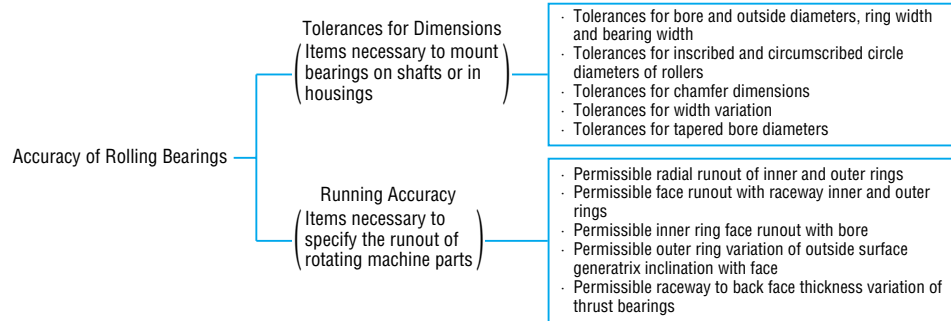 Accuracy of Rolling Bearings
Tolerances for Dimensions
(Items necessary to mount
bearings on shafts or in
housings)
· Tolerances for bore and outside diameters, ring width
and bearing width
· Tolerances for inscribed and circumscribed circle
diameters of rollers
· Tolerances for chamfer dimensions
· Tolerances for width variation
· Tolerances for tapered bore diameters
Running Accuracy
(Items necessary to
specify the runout of
rotating machine parts)
· Permissible radial runout of inner and outer rings
· Permissible face runout with raceway inner and outer
rings
· Permissible inner ring face runout with bore
· Permissible outer ring variation of outside surface
generatrix inclination with face
· Permissible raceway to back face thickness variation of
thrust bearings